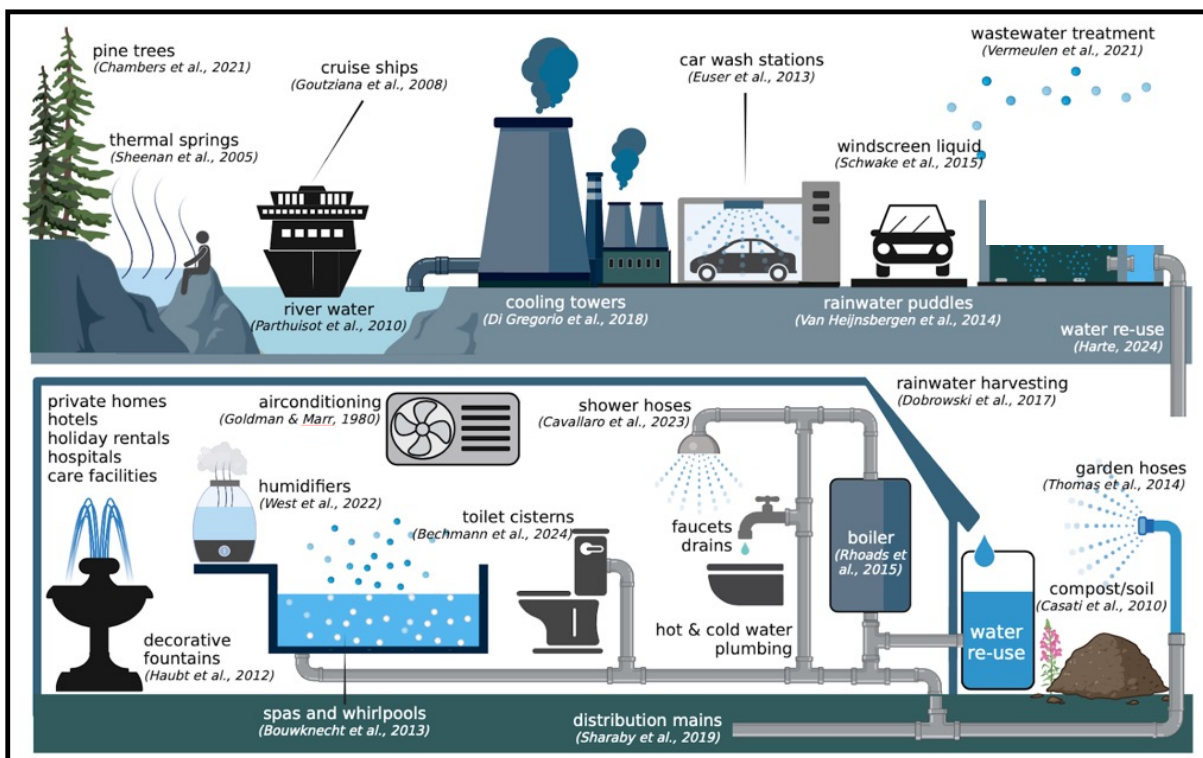 pine trees
(Chambers et al., 2021)
cruise ships
(Goutziana et al., 2008)
car wash stations
(Euser et al., 2013)
wastewater treatment
(Vermeulen et al., 2021)
thermal springs
(Sheenan et al., 2005)
windscreen liquid
(Schwake et al., 2015)
river water
(Parthuisot et al., 2010)
cooling towers
(Di Gregorio et al., 2018)
rainwater puddles
(Van Heijnsbergen et al., 2014)
water re-use
(Harte, 2024)
private homes
hotels
holiday rentals
hospitals
care facilities
airconditioning
(Goldman & Marr, 1980)
shower hoses
(Cavallaro et al., 2023)
rainwater harvesting
(Dobrowski et al., 2017)
humidifiers
(West et al., 2022)
toilet cisterns
(Bechmann et al., 2024)
faucets
drains
boiler
(Rhoads et
al., 2015)
garden hoses
(Thomas et al., 2014)
compost/soil
(Casati et al., 2010)
decorative
fountains
(Haubt et al., 2012)
hot & cold water
plumbing
water
re-use
spas and whirlpools
(Bouwknecht et al., 2013)
distribution mains
(Sharaby et al., 2019)